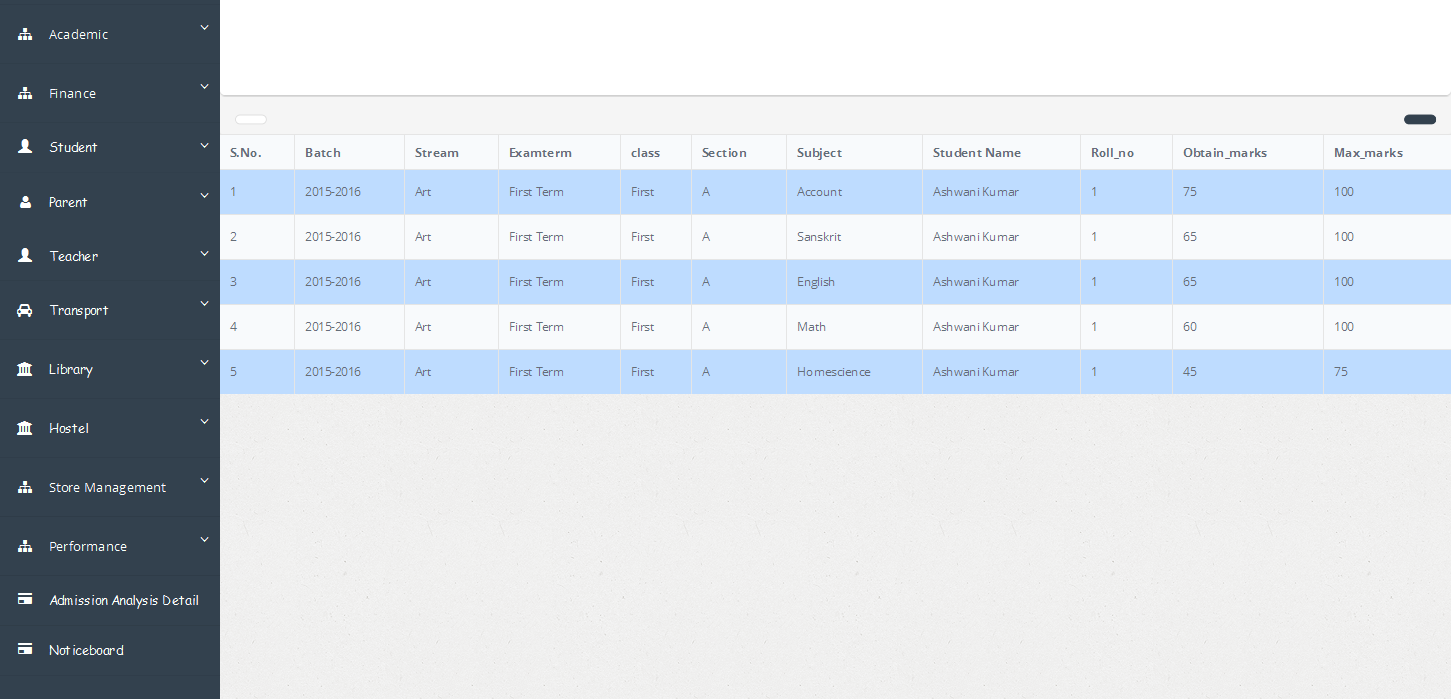 Academic
Finance
Student
Parent
Teacher
Transport
Library
Hostel
Store Management
Performance
Admission Analysis Detail
Noticeboard
S.No. Batch Stream Examterm class Section Subject Student Name Roll_no Obtain_marks Max_marks
1 2015-2016 Art First Term First A Account Ashwani Kumar 1 75 100
2 2015-2016 Art First Term First A Sanskrit Ashwani Kumar 1 65 100
3 2015-2016 Art First Term First A English Ashwani Kumar 1 65 100
4 2015-2016 Art First Term First A Math Ashwani Kumar 1 60 100
5 2015-2016 Art First Term First A Homescience Ashwani Kumar 1 45 75